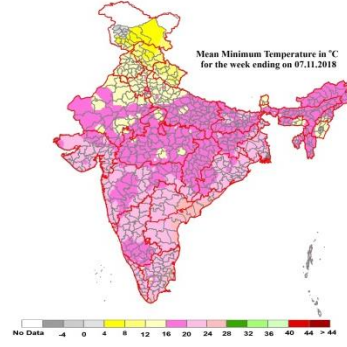 Mean Minimum Temperature in °C
for the week ending on 07.11.2018
No Data -4 0 4 8 12 16 20 24 28 32 36 40 44 > 44